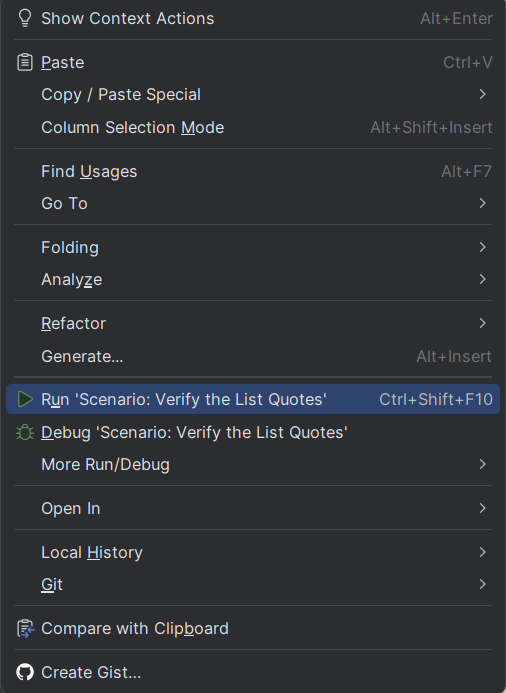 Show Context Actions Alt+Enter
Paste Ctrl+V
Copy / Paste Special
Column Selection Mode Alt+Shift+Insert
Find Usages Alt+F7
Go To
Folding
Analyze
Refactor
Generate... Alt+Insert
Run 'Scenario: Verify the List Quotes' Ctrl+Shift+F10
Debug 'Scenario: Verify the List Quotes'
More Run/Debug
Open In
Local History
Git
Compare with Clipboard
Create Gist...